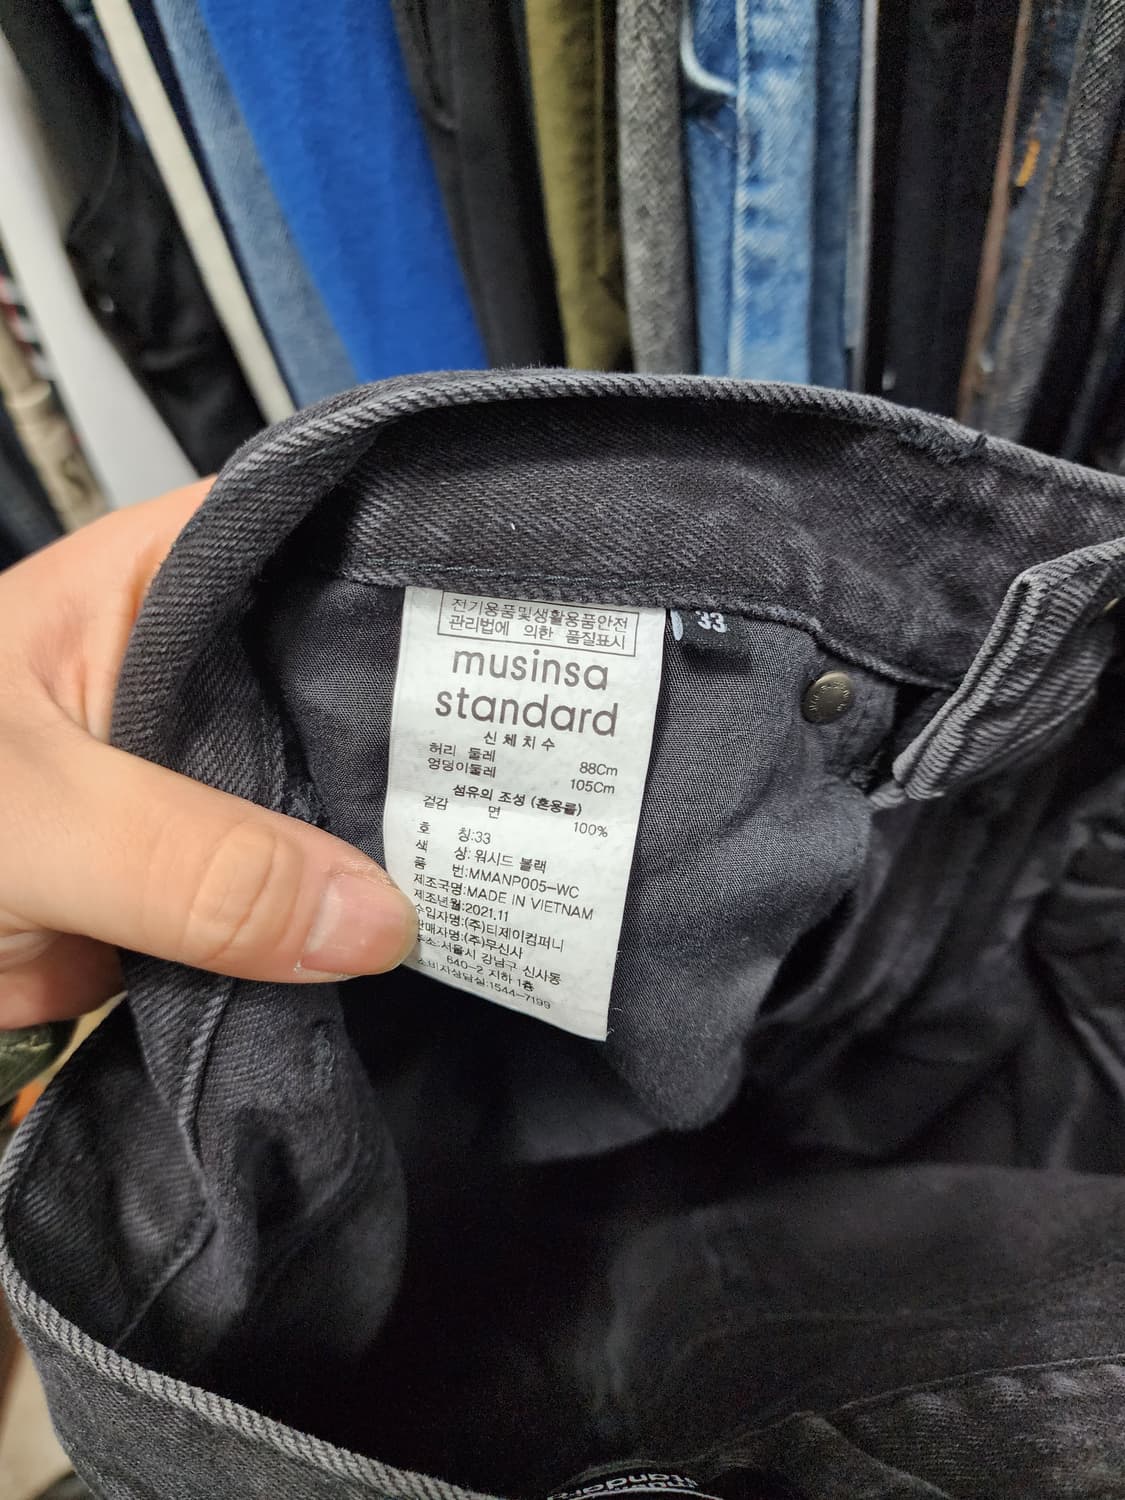 전기용품및생활용품안전
관리법에 의한 품질표시
musinsa
standard
신체치수
허리 둘레 88Cm
엉덩이둘레 105Cm
섬유의 조성 (혼용률)
겉감 면 100%
호 칭:33
색 상: 워시드 블랙
품 번:MMANP005-WC
제조국명:MADE IN VIETNAM
제조년월:2021.11
수입자명:(주)티제이컴퍼니
판매자명:(주)무신사
주소:서울시 강남구 신사동
640-2 지하 1층
소비자상담실:1544-7199
33